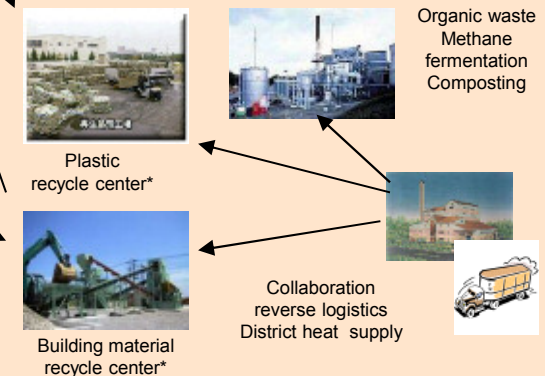 Organic waste
Methane
fermentation
Composting
Plastic
recycle center*
Collaboration
reverse logistics
District heat supply
Building material
recycle center*